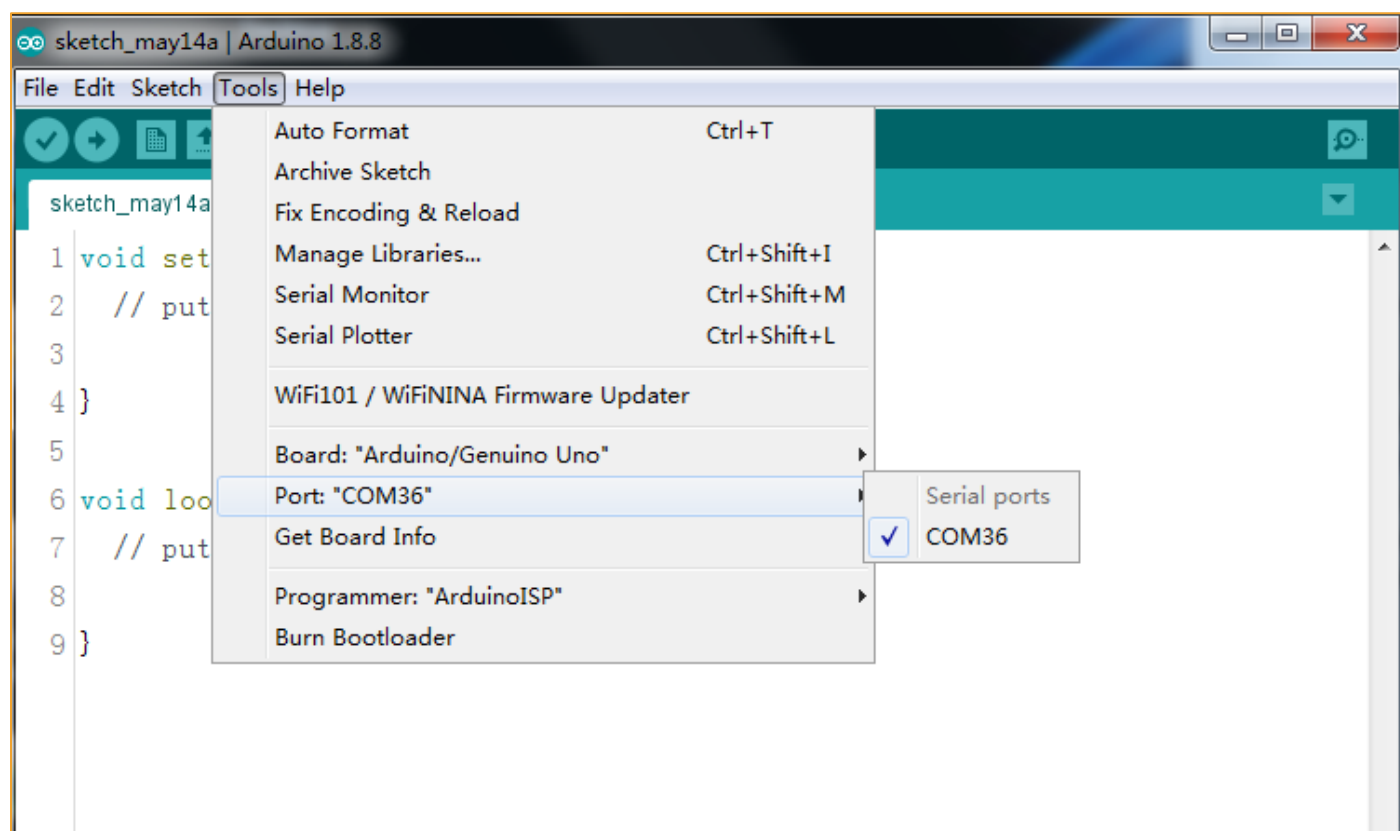 sketch_may14a | Arduino 1.8.8
File Edit Sketch Tools Help
Auto Format Ctrl+T
Archive Sketch
sketch_may14a
Fix Encoding & Reload
1 void set
Manage Libraries... Ctrl+Shift+I
2 // put
Serial Monitor Ctrl+Shift+M
Serial Plotter Ctrl+Shift+L
3
4 }
WiFi101 / WiFiNINA Firmware Updater
5
Board: "Arduino/Genuino Uno"
6 void loo
Port: "COM36"
Serial ports
7 // put
Get Board Info
COM36
8
Programmer: "ArduinoISP"
9 }
Burn Bootloader